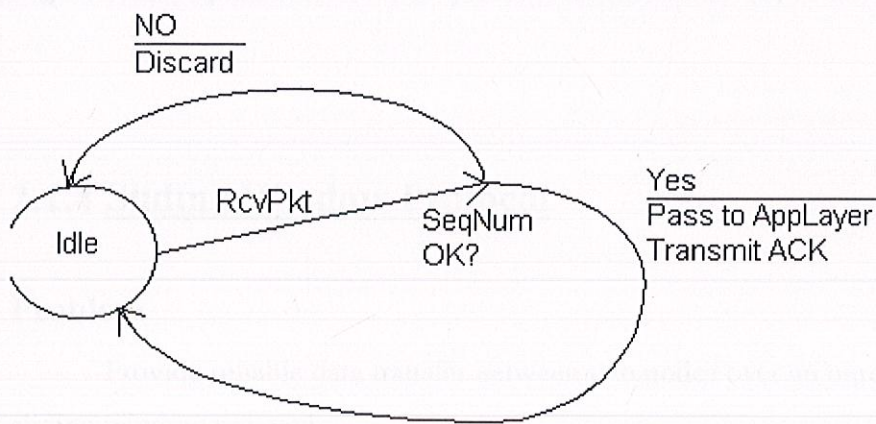 NO
Discard
RcvPkt
Idle
SeqNum
OK?
Yes
Pass to AppLayer
Transmit ACK